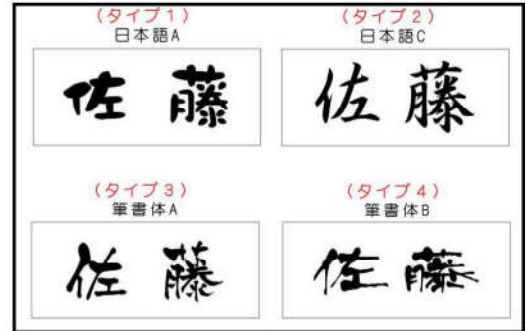 (タイプ1)
日本語A
佐藤
(タイプ2)
日本語C
佐藤
(タイプ3)
筆書体A
佐藤
(タイプ4)
筆書体B
佐藤